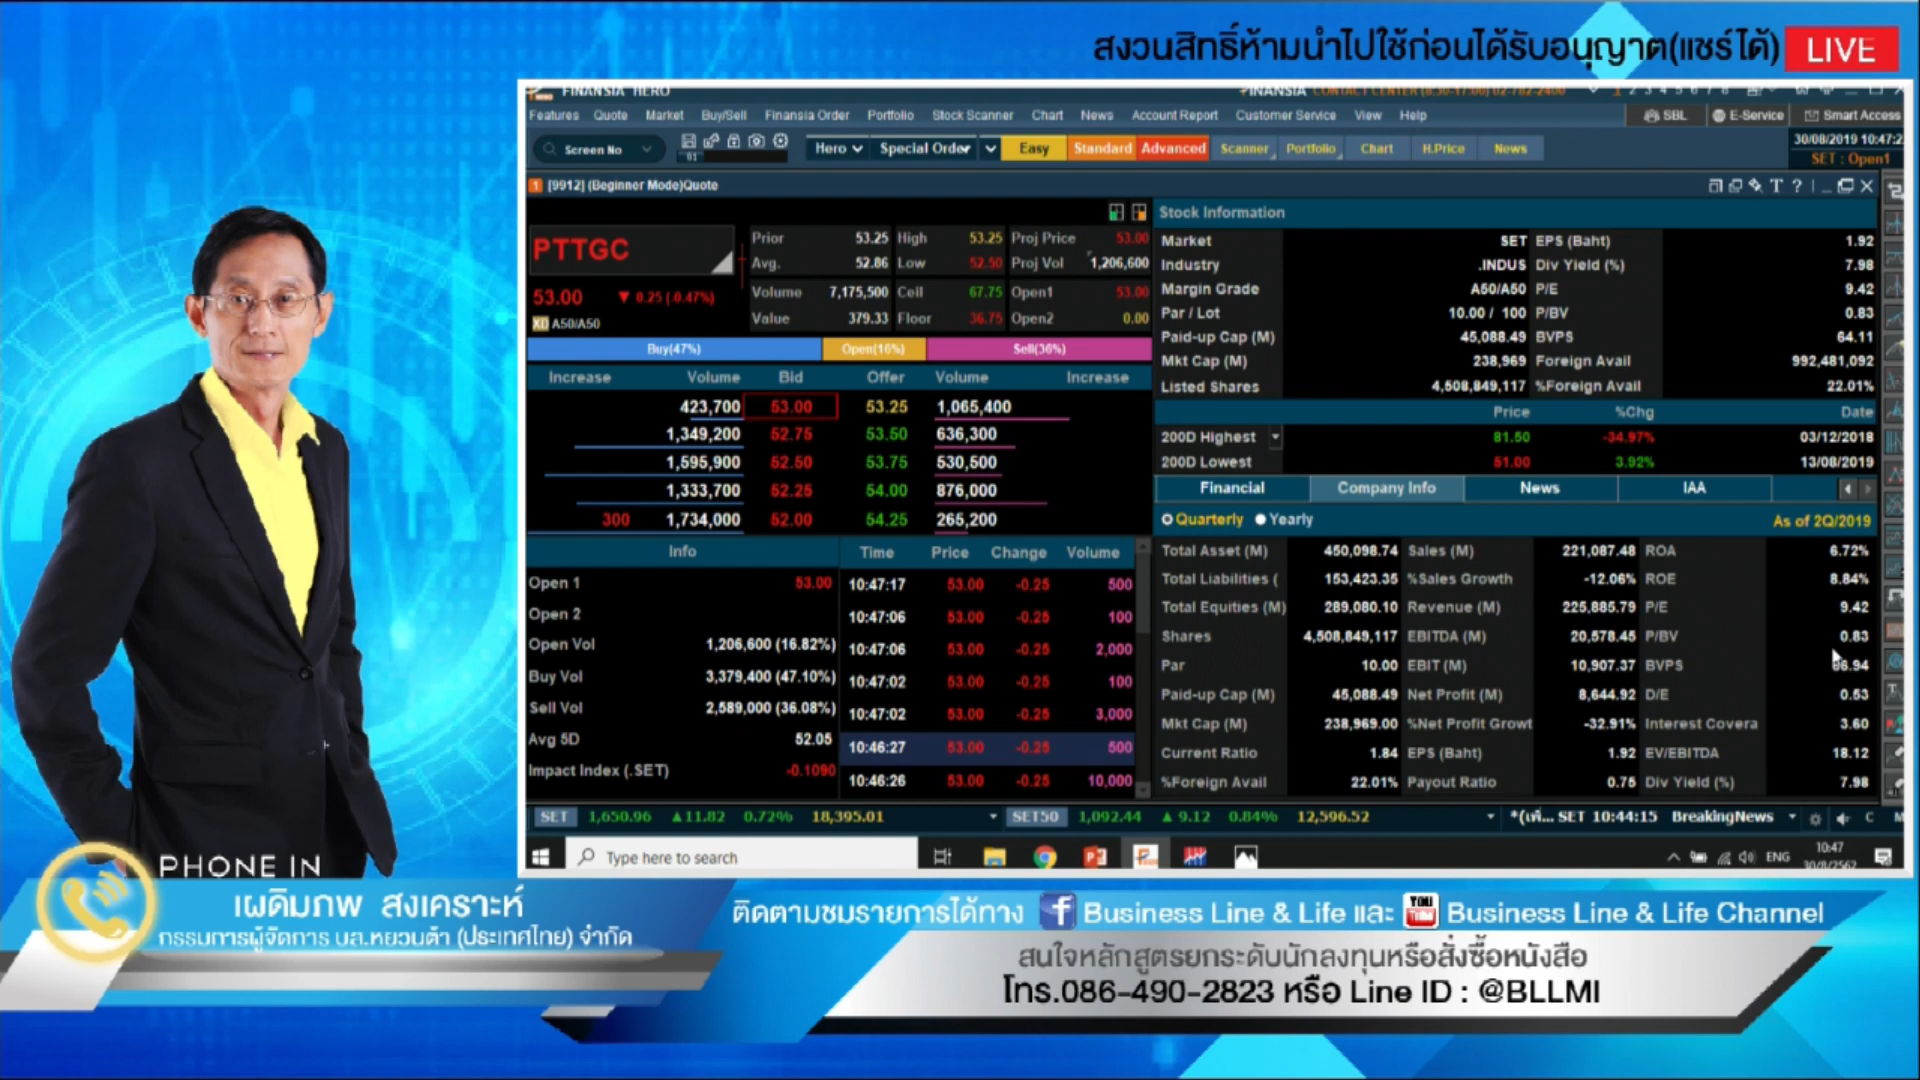 สงวนสิทธิ์ห้ามนำไปใช้ก่อนได้รับอนุญาต(แชร์ได้) LIVE
FINANSIA HERO
FINANSIA CONTACT CENTER (8:30-17:00) 02-782-2400 1 2 3 4 5 6 7 8
Features Quote Market Buy/Sell Finansia Order Portfolio Stock Scanner Chart News Account Report Customer Service View Help SBL E-Service Smart Access
Screen No 01 Hero Special Order Easy Standard Advanced Scanner Portfolio Chart H.Price News 30/08/2019 10:47:2
SET : Open1
1 [9912] (Beginner Mode)Quote
PTTGC
53.00 ▼ 0.25 (-0.47%)
XD A50/A50
Prior 53.25 High 53.25 Proj Price 53.00
Avg. 52.86 Low 52.50 Proj Vol 1,206,600
Volume 7,175,500 Ceil 67.75 Open1 53.00
Value 379.33 Floor 36.75 Open2 0.00
Buy(47%) Open(16%) Sell(36%)
Increase Volume Bid Offer Volume Increase
423,700 53.00 53.25 1,065,400
1,349,200 52.75 53.50 636,300
1,595,900 52.50 53.75 530,500
1,333,700 52.25 54.00 876,000
300 1,734,000 52.00 54.25 265,200
Info
Open 1 53.00
Open 2
Open Vol 1,206,600 (16.82%)
Buy Vol 3,379,400 (47.10%)
Sell Vol 2,589,000 (36.08%)
Avg 5D 52.05
Impact Index (.SET) -0.1090
Time Price Change Volume
10:47:17 53.00 -0.25 500
10:47:06 53.00 -0.25 100
10:47:06 53.00 -0.25 2,000
10:47:02 53.00 -0.25 100
10:47:02 53.00 -0.25 3,000
10:46:27 53.00 -0.25 500
10:46:26 53.00 -0.25 10,000
Stock Information
Market SET EPS (Baht) 1.92
Industry .INDUS Div Yield (%) 7.98
Margin Grade A50/A50 P/E 9.42
Par / Lot 10.00 / 100 P/BV 0.83
Paid-up Cap (M) 45,088.49 BVPS 64.11
Mkt Cap (M) 238,969 Foreign Avail 992,481,092
Listed Shares 4,508,849,117 %Foreign Avail 22.01%
Price %Chg Date
200D Highest 81.50 -34.97% 03/12/2018
200D Lowest 51.00 3.92% 13/08/2019
Financial Company Info News IAA
Quarterly Yearly As of 2Q/2019
Total Asset (M) 450,098.74 Sales (M) 221,087.48 ROA 6.72%
Total Liabilities ( 153,423.35 %Sales Growth -12.06% ROE 8.84%
Total Equities (M) 289,080.10 Revenue (M) 225,885.79 P/E 9.42
Shares 4,508,849,117 EBITDA (M) 20,578.45 P/BV 0.83
Par 10.00 EBIT (M) 10,907.37 BVPS
Paid-up Cap (M) 45,088.49 Net Profit (M) 8,644.92 D/E 0.53
Mkt Cap (M) 238,969.00 %Net Profit Growt -32.91% Interest Covera 3.60
Current Ratio 1.84 EPS (Baht) 1.92 EV/EBITDA 18.12
%Foreign Avail 22.01% Payout Ratio 0.75 Div Yield (%) 7.98
SET 1,650.96 ▲11.82 0.72% 18,395.01 SET50 1,092.44 ▲ 9.12 0.84% 12,596.52 *(เพิ่... SET 10:44:15 BreakingNews C M
Type here to search ENG 10:47
30/8/2562
PHONE IN
เผดิมภพ สงเคราะห์
กรรมการผู้จัดการ บล.หยวนต้า (ประเทศไทย) จำกัด
ติดตามชมรายการได้ทาง f Business Line & Life และ YOU Business Line & Life Channel
สนใจหลักสูตรยกระดับนักลงทุนหรือสั่งซื้อหนังสือ
โทร.086-490-2823 หรือ Line ID : @BLLMI